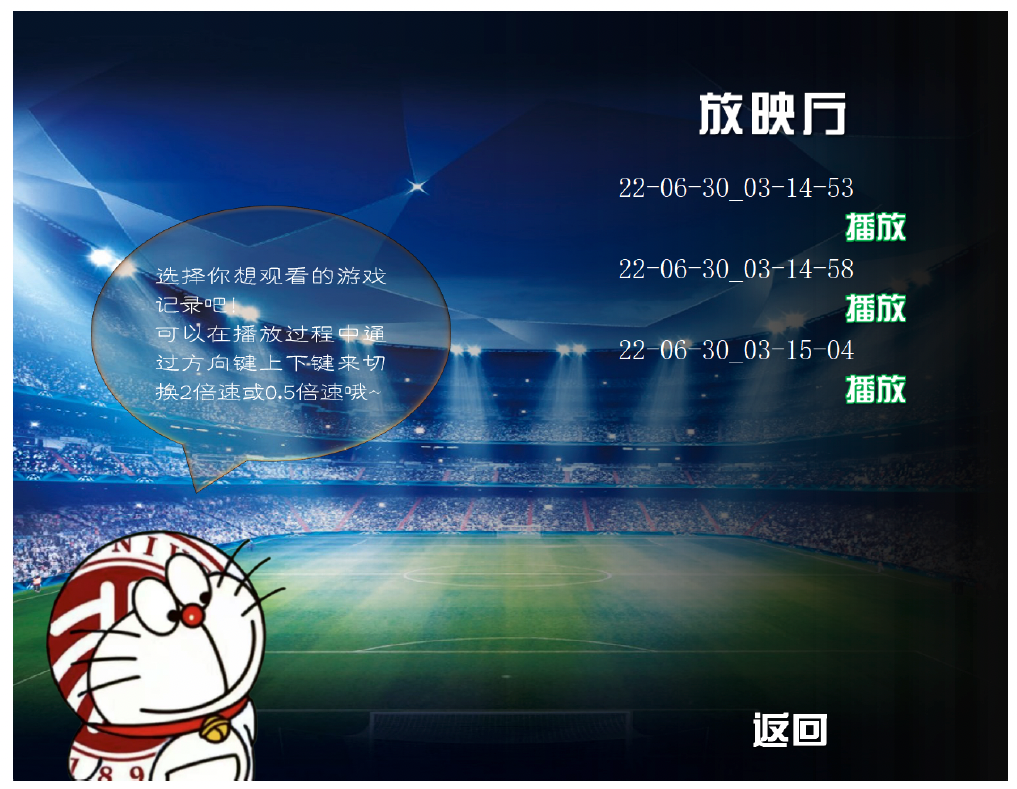 放映厅
22-06-30_03-14-53
播放
22-06-30_03-14-58
播放
22-06-30_03-15-04
播放
选择你想观看的游戏
记录吧!
可以在播放过程中通
过方向键上下键来切
换2倍速或0.5倍速哦~
返回